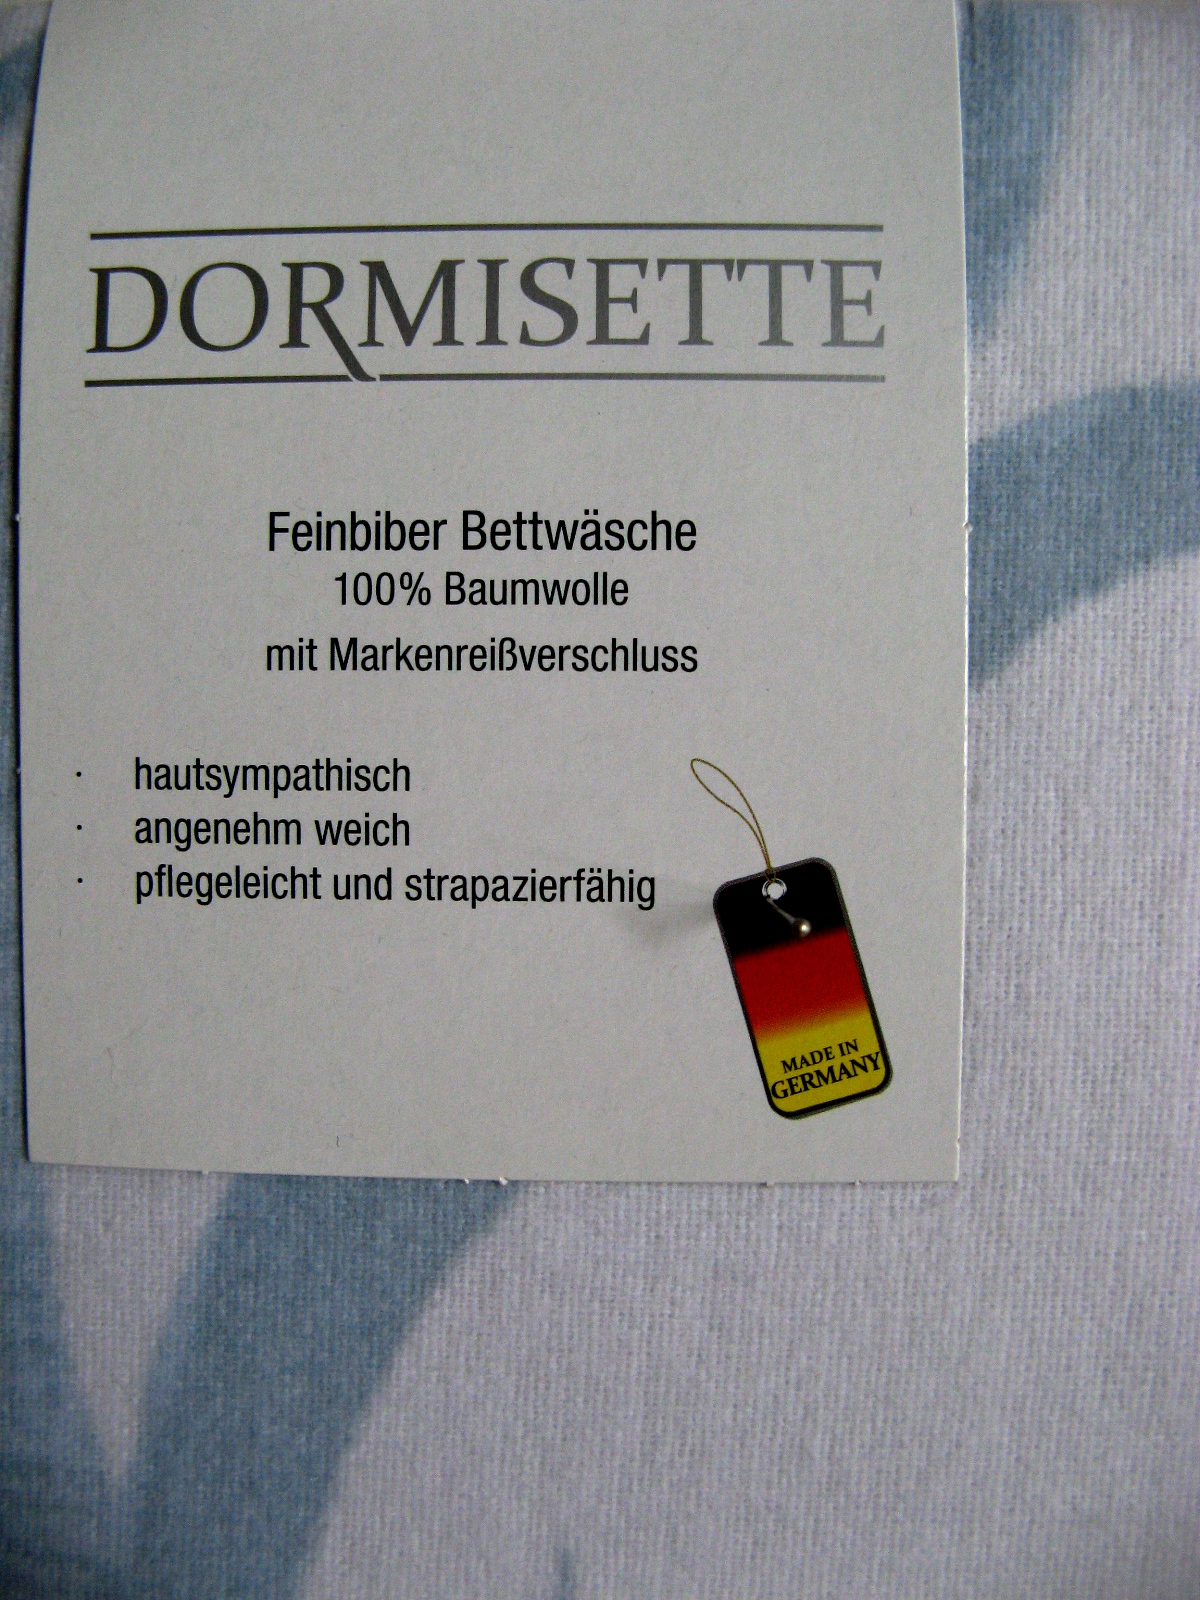 DORMISETTE
Feinbiber Bettwäsche
100% Baumwolle
mit Markenreißverschluss
· hautsympathisch
· angenehm weich
· pflegeleicht und strapazierfähig
MADE IN
GERMANY